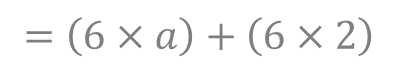 = (6 × a) + (6 × 2)